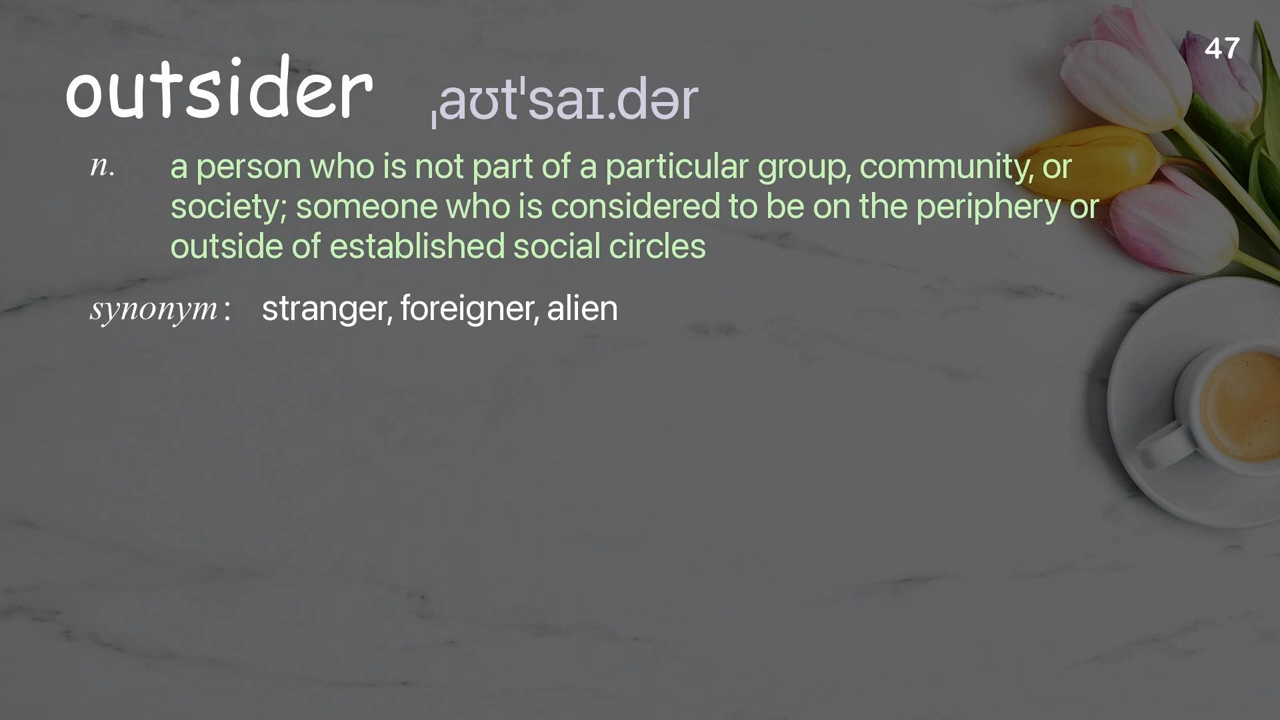 47
outsider ˌaʊtˈsaɪ.dər
n. a person who is not part of a particular group, community, or
society; someone who is considered to be on the periphery or
outside of established social circles
synonym: stranger, foreigner, alien